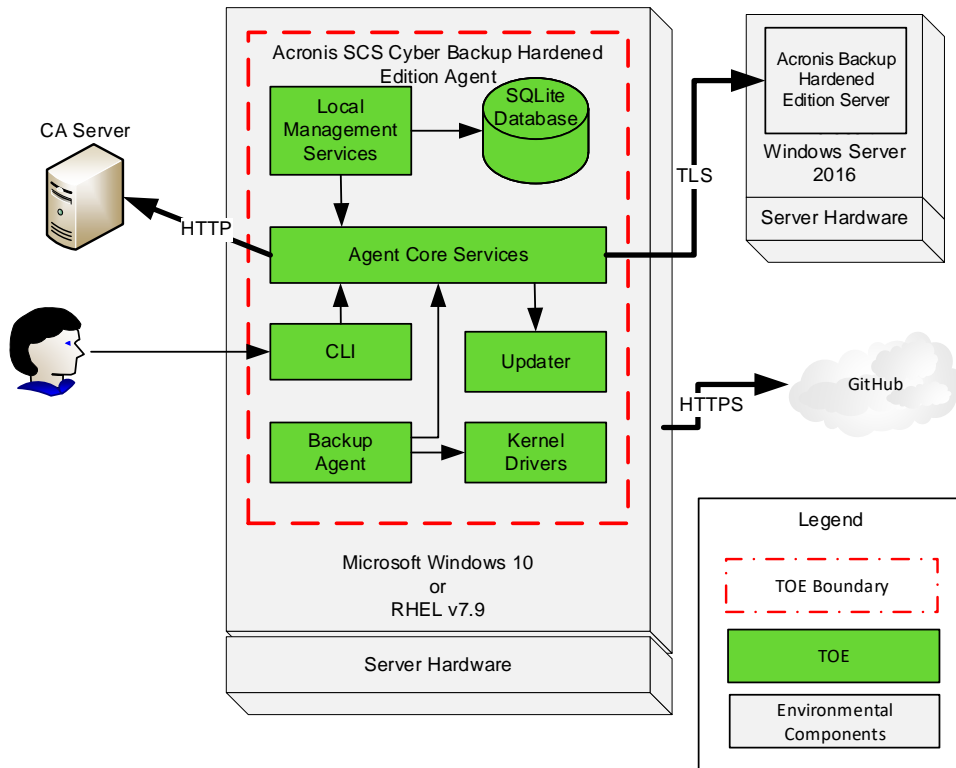 Acronis SCS Cyber Backup Hardened
Edition Agent
Local
Management
Services
SQLite
Database
CA Server
HTTP
Agent Core Services
CLI
Updater
Backup
Agent
Kernel
Drivers
Microsoft Windows 10
or
RHEL v7.9
Server Hardware
TLS
Acronis Backup
Hardened
Edition Server
Windows Server
2016
Server Hardware
HTTPS
GitHub
Legend
TOE Boundary
TOE
Environmental
Components